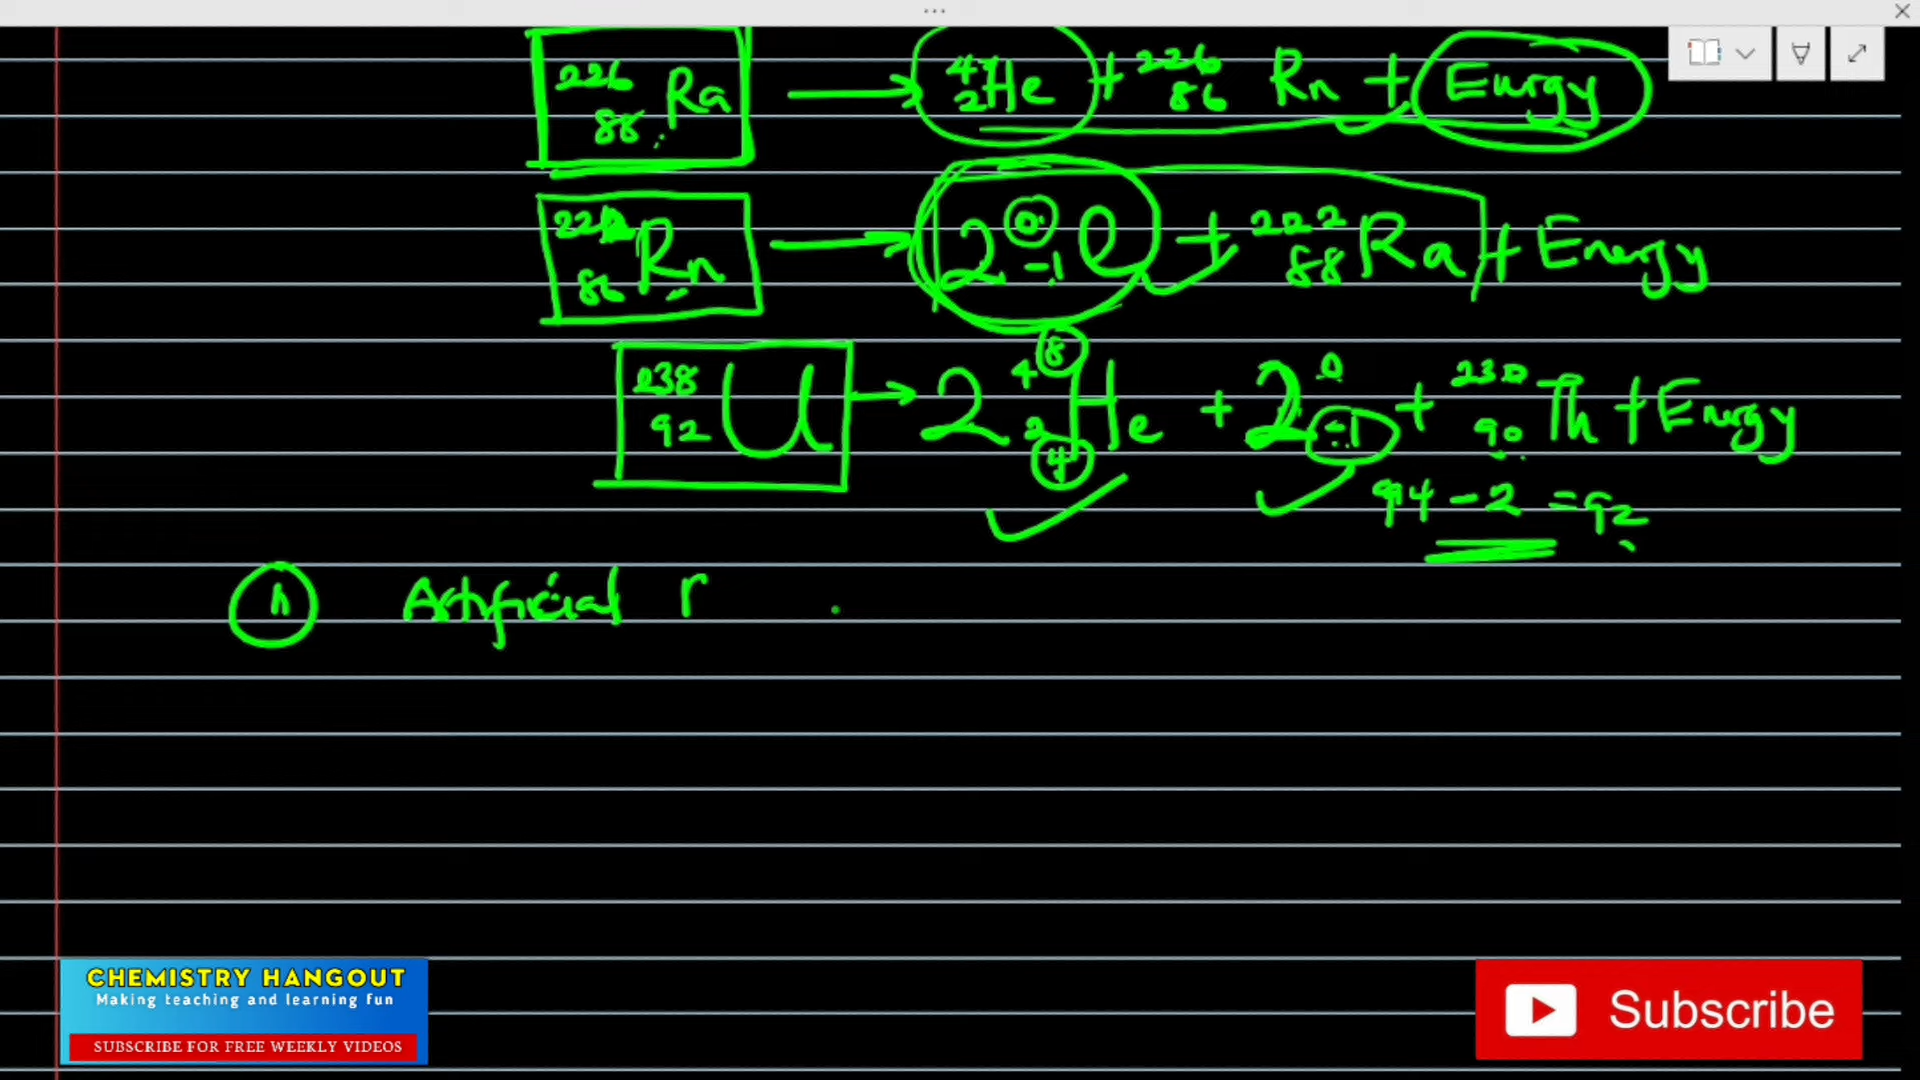 226 88 Ra → 4 2 He + 226 86 Rn + Energy
222 86 Rn → 2 0 -1 e + 222 88 Ra + Energy
8
238 92 U → 2 4 2 He + 2 0 -1 + 230 90 Th + Energy
4
94 - 2 = 92
Artificial r
CHEMISTRY HANGOUT
Making teaching and learning fun
SUBSCRIBE FOR FREE WEEKLY VIDEOS
Subscribe